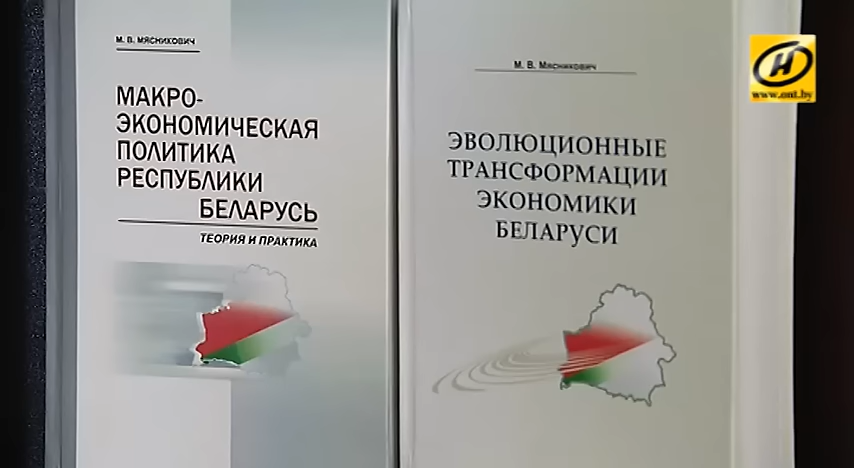 М. В. МЯСНИКОВИЧ
МАКРО-
ЭКОНОМИЧЕСКАЯ
ПОЛИТИКА
РЕСПУБЛИКИ
БЕЛАРУСЬ
ТЕОРИЯ И ПРАКТИКА
М. В. Мясникович
ЭВОЛЮЦИОННЫЕ
ТРАНСФОРМАЦИИ
ЭКОНОМИКИ
БЕЛАРУСИ
www.ont.by